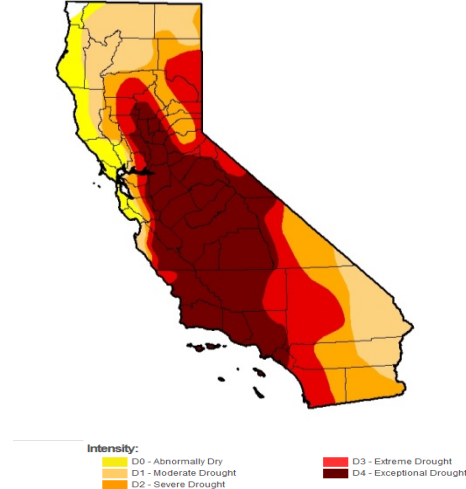 Intensity:
D0 - Abnormally Dry
D1 - Moderate Drought
D2 - Severe Drought
D3 - Extreme Drought
D4 - Exceptional Drought